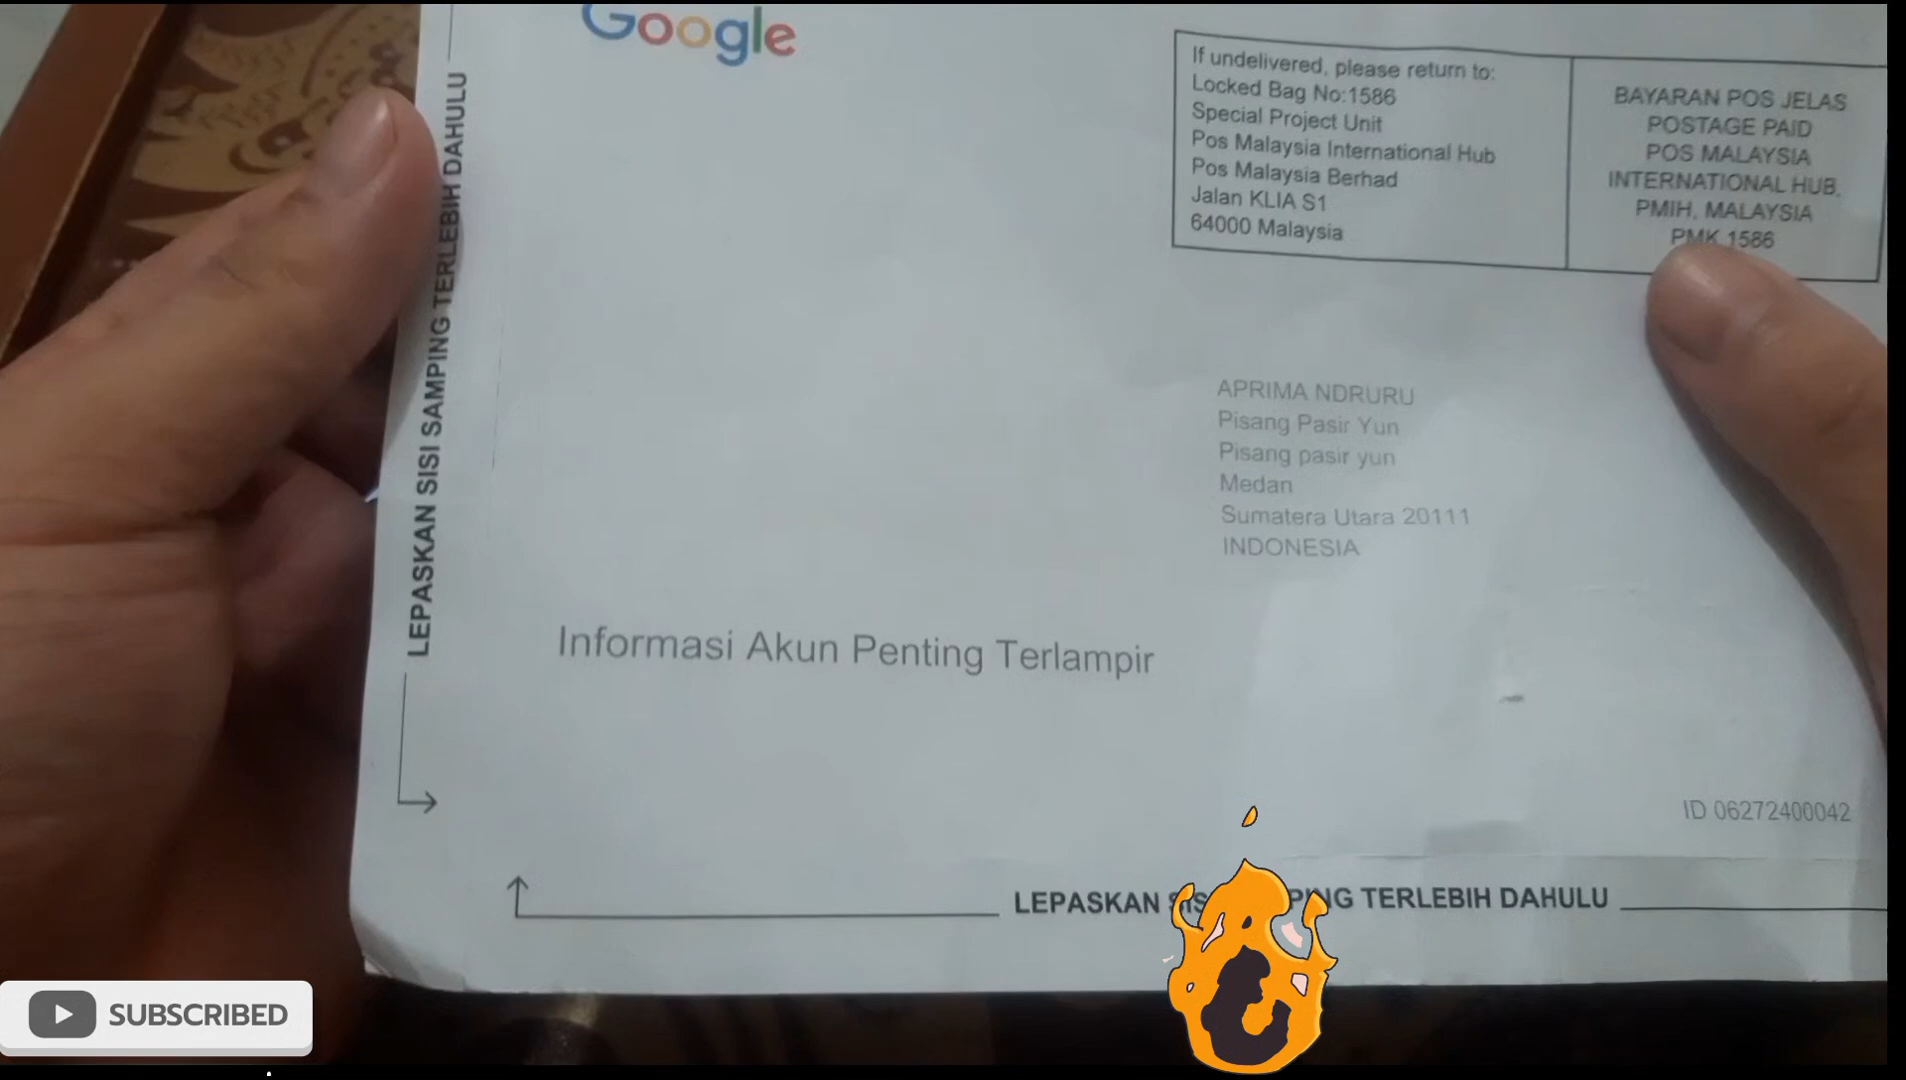 Google
If undelivered, please return to:
Locked Bag No:1586
Special Project Unit
Pos Malaysia International Hub
Pos Malaysia Berhad
Jalan KLIA S1
64000 Malaysia
BAYARAN POS JELAS
POSTAGE PAID
POS MALAYSIA
INTERNATIONAL HUB,
PMIH, MALAYSIA
PMK 1586
LEPASKAN SISI SAMPING TERLEBIH DAHULU
APRIMA NDRURU
Pisang Pasir Yun
Pisang pasir yun
Medan
Sumatera Utara 20111
INDONESIA
Informasi Akun Penting Terlampir
ID 06272400042
LEPASKAN SIS PING TERLEBIH DAHULU
SUBSCRIBED